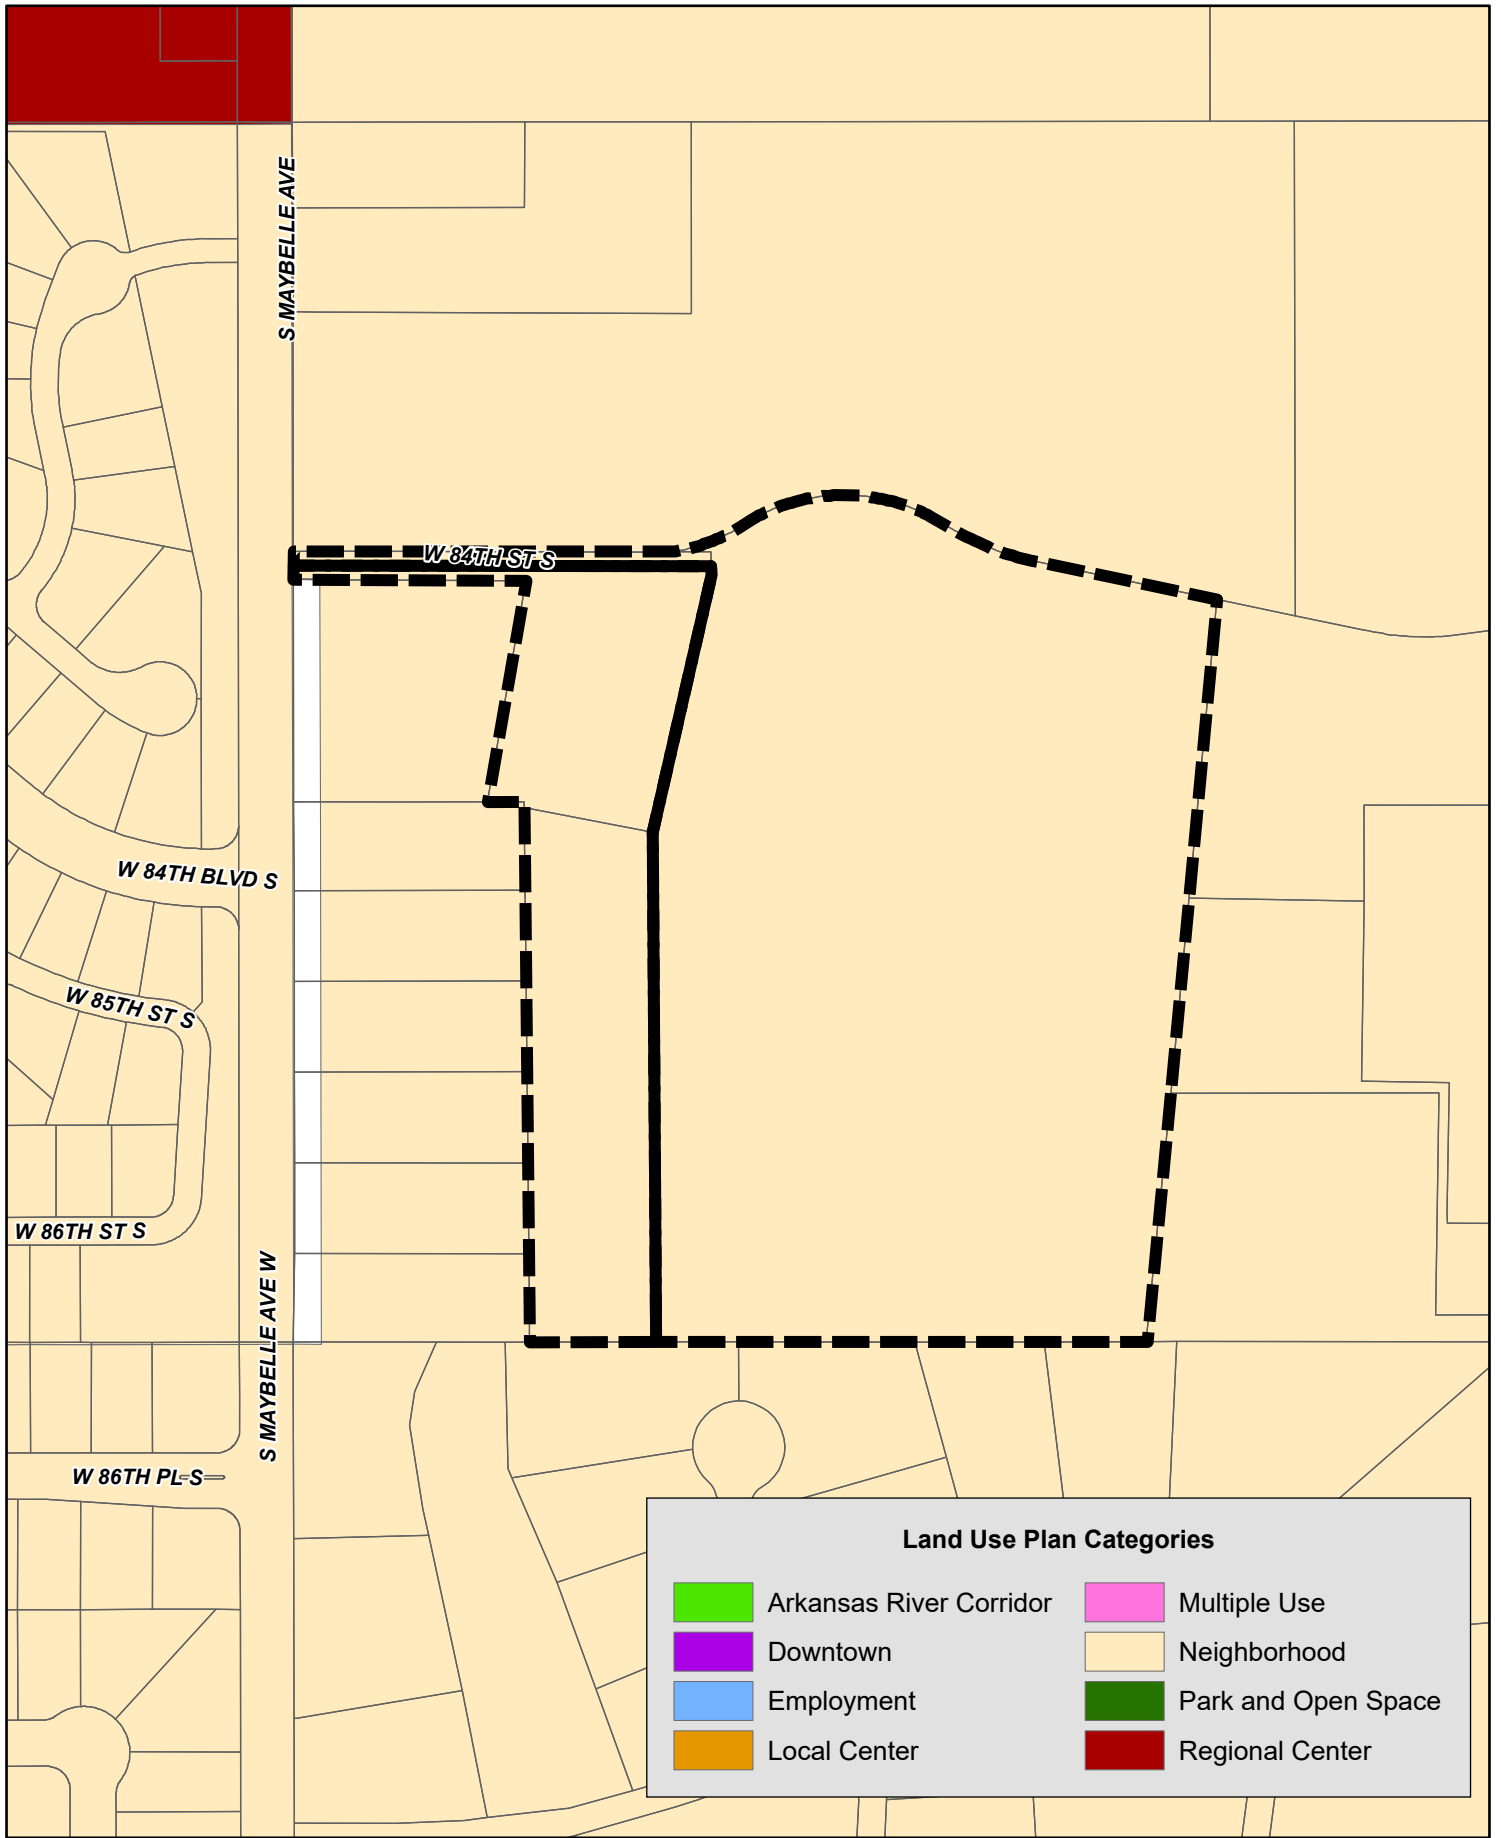 S MAYBELLE AVE
W 84TH ST S
W 84TH BLVD S
W 85TH ST S
W 86TH ST S
S MAYBELLE AVE W
W 86TH PL S
Land Use Plan Categories
Arkansas River Corridor
Downtown
Employment
Local Center
Multiple Use
Neighborhood
Park and Open Space
Regional Center